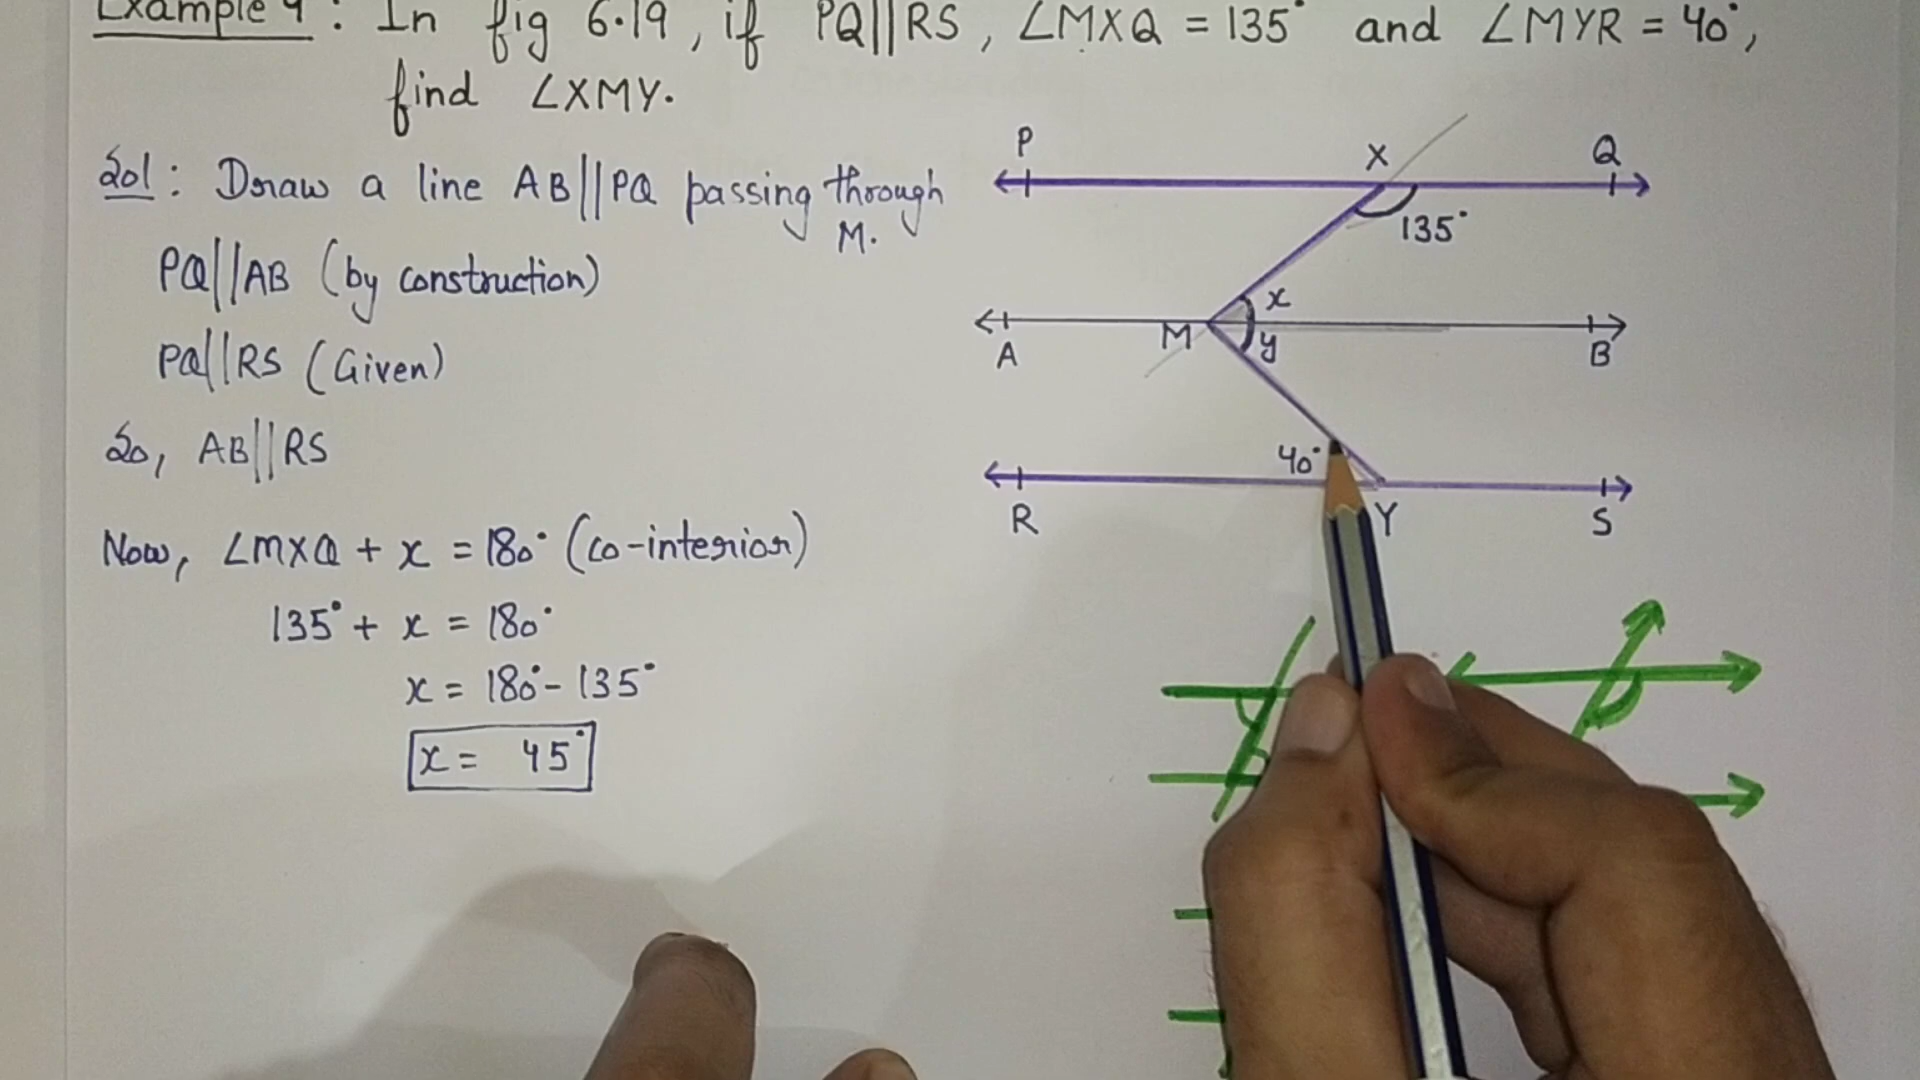 Example 4: In fig 6.19, if PQ||RS, ∠MXQ = 135° and ∠MYR = 40°,
find ∠XMY.
Sol: Draw a line AB||PQ passing through
M.
PQ||AB (by construction)
PQ||RS (Given)
So, AB||RS
Now, ∠MXQ + x = 180° (Co-interior)
135° + x = 180°
x = 180° - 135°
x = 45°
P X Q
135°
x
M y
A B
40°
R Y S